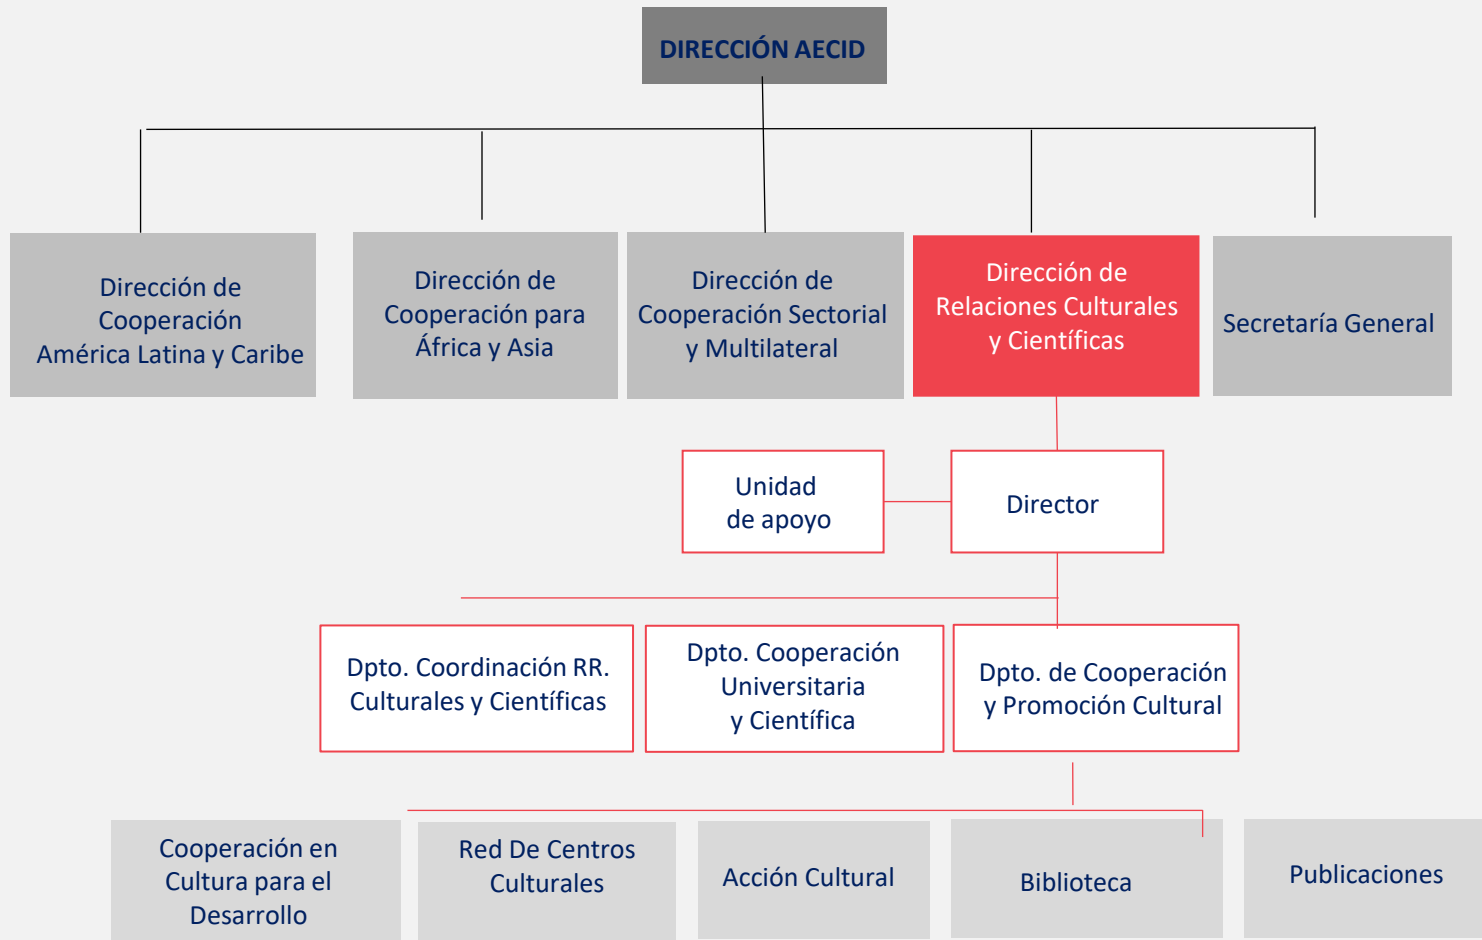 DIRECCIÓN AECID
Dirección de
Cooperación
América Latina y Caribe
Dirección de
Cooperación para
África y Asia
Dirección de
Cooperación Sectorial
y Multilateral
Dirección de
Relaciones Culturales
y Científicas
Secretaría General
Unidad
de apoyo
Director
Dpto. Coordinación RR.
Culturales y Científicas
Dpto. Cooperación
Universitaria
y Científica
Dpto. de Cooperación
y Promoción Cultural
Cooperación en
Cultura para el
Desarrollo
Red De Centros
Culturales
Acción Cultural
Biblioteca
Publicaciones